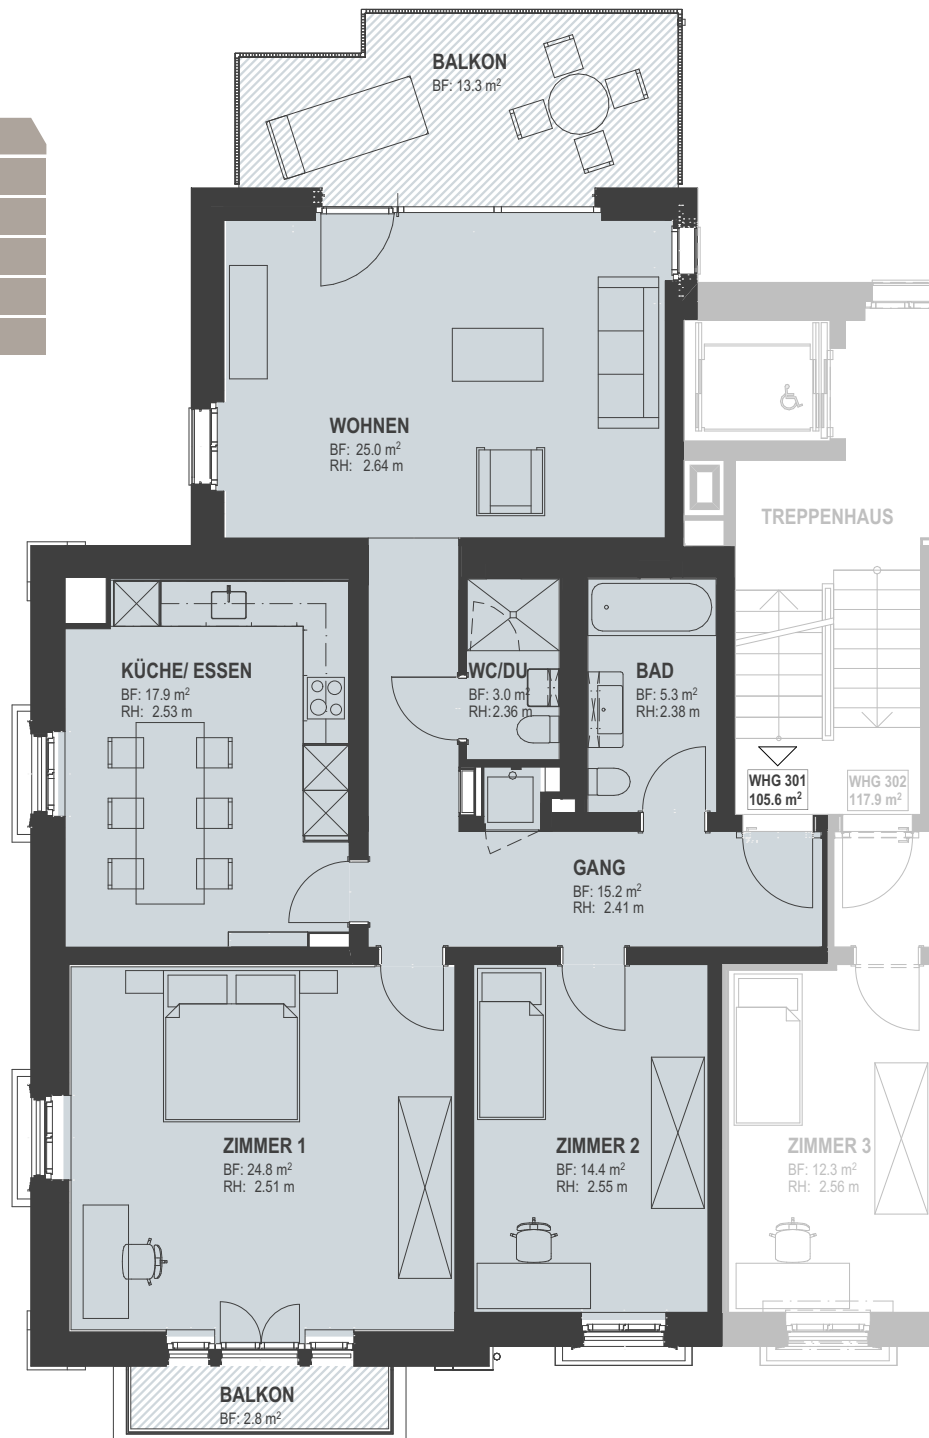 BALKON
BF: 13.3 m²
WOHNEN
BF: 25.0 m²
RH: 2.64 m
TREPPENHAUS
KÜCHE/ ESSEN
BF: 17.9 m²
RH: 2.53 m
WC/DU
BF: 3.0 m²
RH: 2.36 m
BAD
BF: 5.3 m²
RH: 2.38 m
WHG 301
105.6 m²
WHG 302
117.9 m²
GANG
BF: 15.2 m²
RH: 2.41 m
ZIMMER 1
BF: 24.8 m²
RH: 2.51 m
ZIMMER 2
BF: 14.4 m²
RH: 2.55 m
ZIMMER 3
BF: 12.3 m²
RH: 2.56 m
BALKON
BF: 2.8 m²